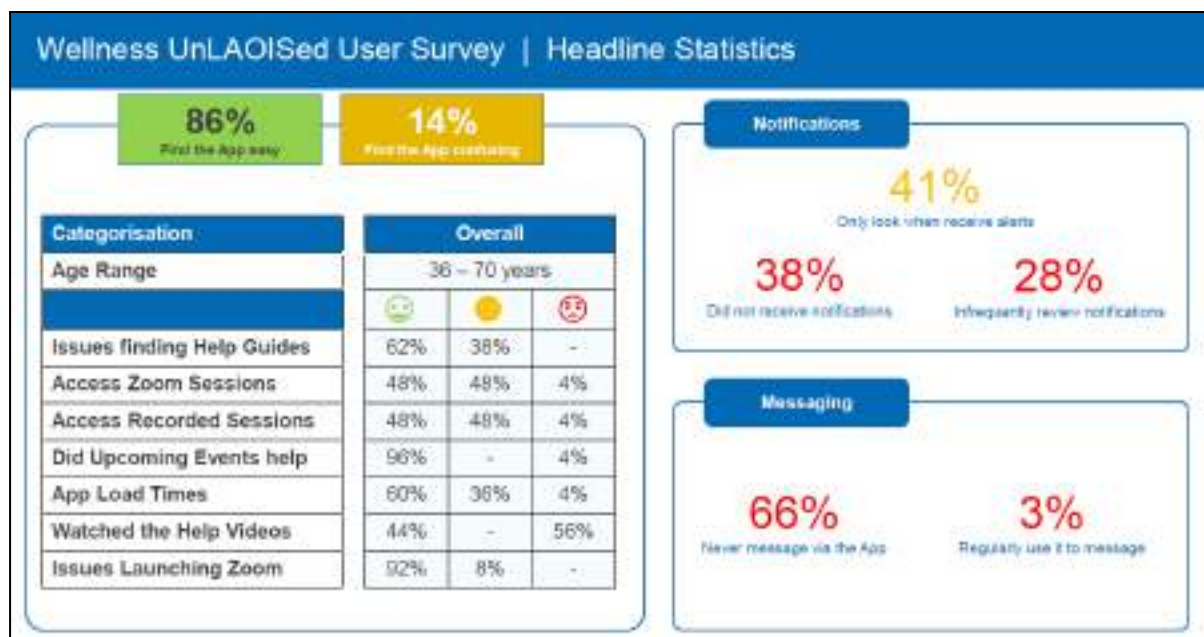 Wellness UnLAOISed User Survey | Headline Statistics
86%
Find the App easy
14%
Find the App confusing
Categorisation Overall
Age Range 36 – 70 years
Issues finding Help Guides 62% 38% -
Access Zoom Sessions 48% 48% 4%
Access Recorded Sessions 48% 48% 4%
Did Upcoming Events help 96% - 4%
App Load Times 60% 36% 4%
Watched the Help Videos 44% - 56%
Issues Launching Zoom 92% 8% -
Notifications
41%
Only look when receive alerts
38% 28%
Did not receive notifications Infrequently review notifications
Messaging
66% 3%
Never message via the App Regularly use it to message